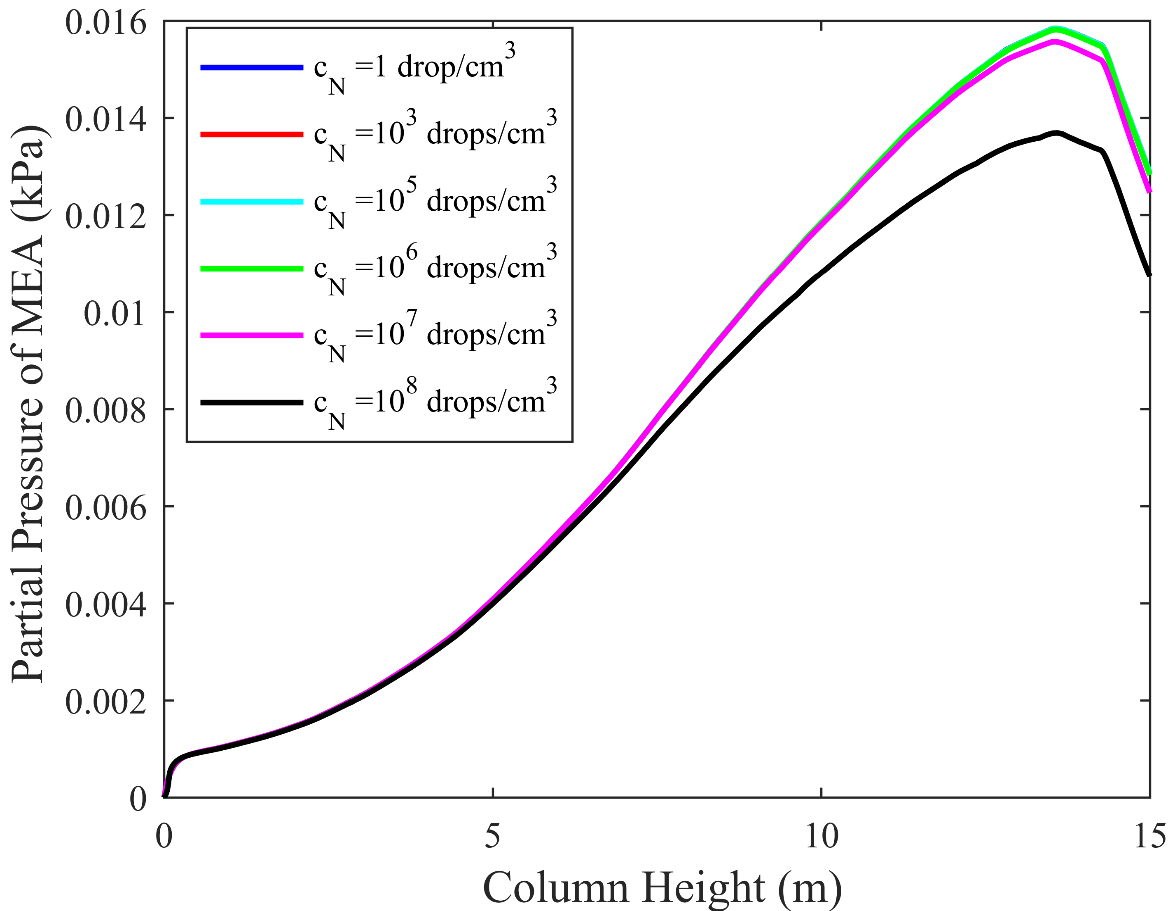 0.016
0.014
0.012
0.01
0.008
0.006
0.004
0.002
0
Partial Pressure of MEA (kPa)
c_N =1 drop/cm^3
c_N =10^3 drops/cm^3
c_N =10^5 drops/cm^3
c_N =10^6 drops/cm^3
c_N =10^7 drops/cm^3
c_N =10^8 drops/cm^3
0 5 10 15
Column Height (m)